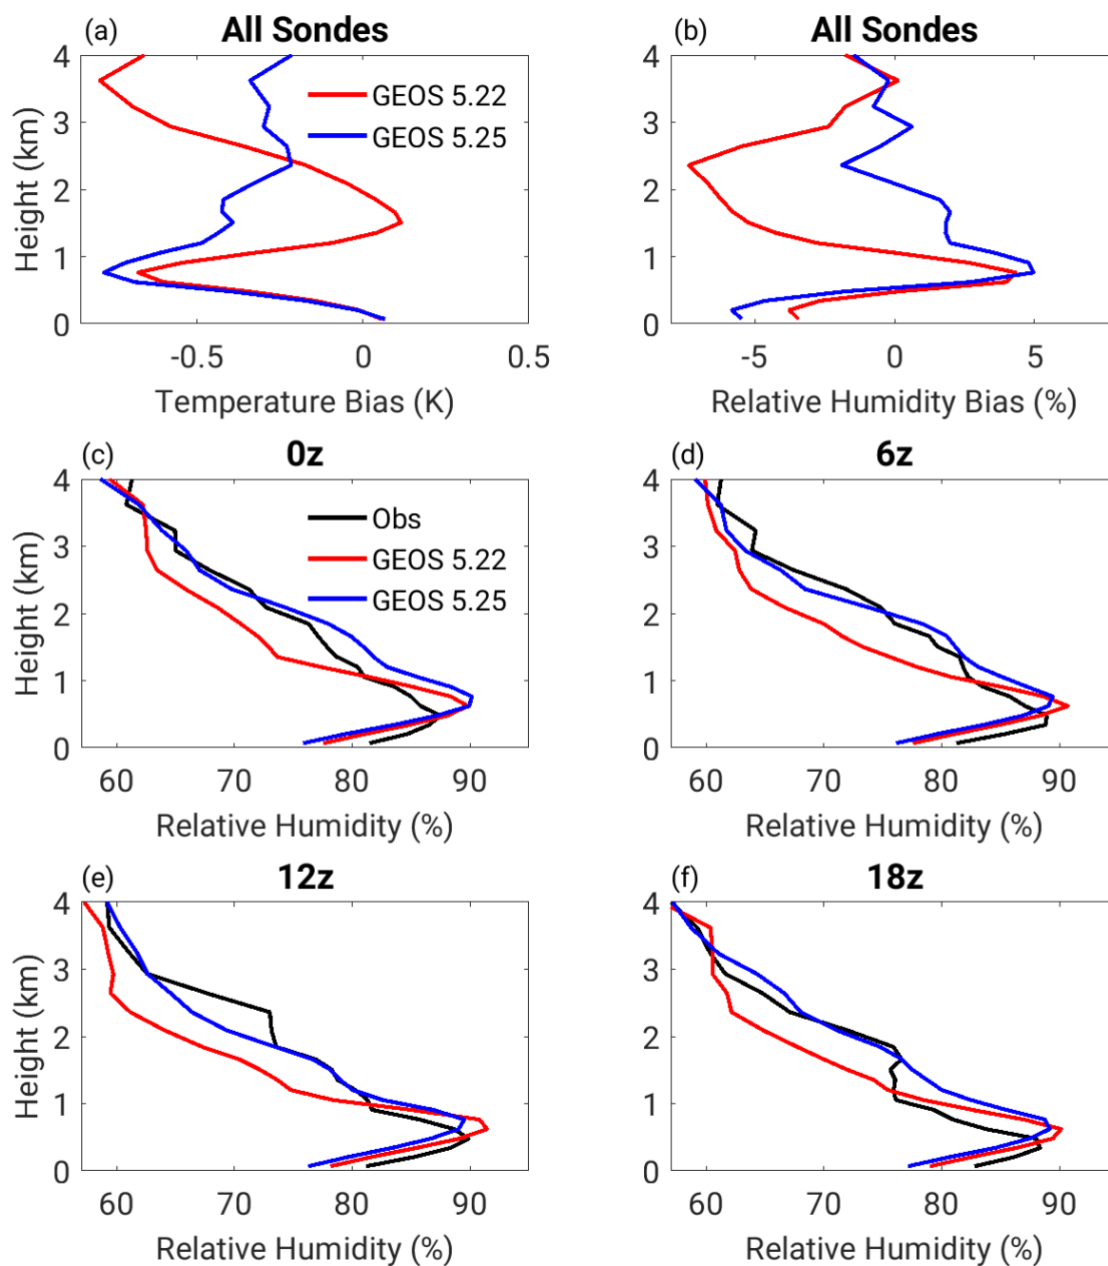 (a) All Sondes
(b) All Sondes
4
3
2
1
0
Height (km)
GEOS 5.22
GEOS 5.25
-0.5 0 0.5
Temperature Bias (K)
4
3
2
1
0
-5 0 5
Relative Humidity Bias (%)
(c) 0z
4
3
2
1
0
Height (km)
Obs
GEOS 5.22
GEOS 5.25
60 70 80 90
Relative Humidity (%)
(d) 6z
4
3
2
1
0
60 70 80 90
Relative Humidity (%)
(e) 12z
4
3
2
1
0
Height (km)
60 70 80 90
Relative Humidity (%)
(f) 18z
4
3
2
1
0
60 70 80 90
Relative Humidity (%)